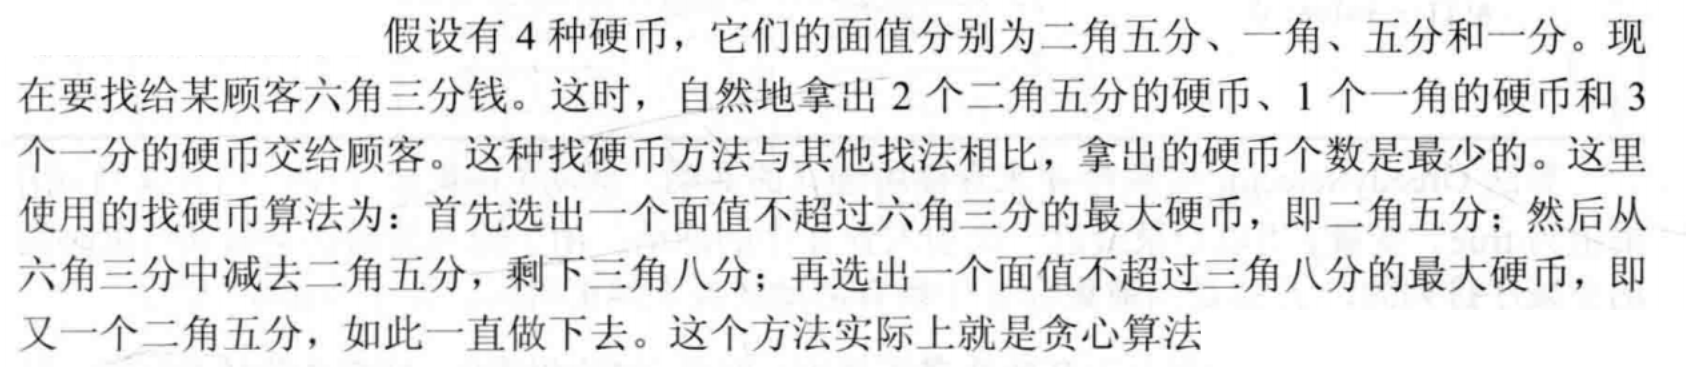 假设有 4 种硬币，它们的面值分别为二角五分、一角、五分和一分。现
在要找给某顾客六角三分钱。这时，自然地拿出 2 个二角五分的硬币、1 个一角的硬币和 3
个一分的硬币交给顾客。这种找硬币方法与其他找法相比，拿出的硬币个数是最少的。这里
使用的找硬币算法为：首先选出一个面值不超过六角三分的最大硬币，即二角五分；然后从
六角三分中减去二角五分，剩下三角八分；再选出一个面值不超过三角八分的最大硬币，即
又一个二角五分，如此一直做下去。这个方法实际上就是贪心算法